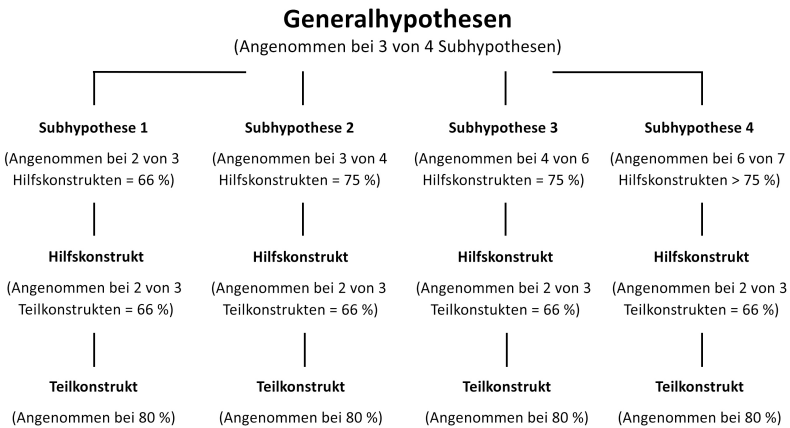 Generalhypothesen
(Angenommen bei 3 von 4 Subhypothesen)
Subhypothese 1
(Angenommen bei 2 von 3
Hilfskonstrukten = 66 %)
Hilfskonstrukt
(Angenommen bei 2 von 3
Teilkonstrukten = 66 %)
Teilkonstrukt
(Angenommen bei 80 %)
Subhypothese 2
(Angenommen bei 3 von 4
Hilfskonstrukten = 75 %)
Hilfskonstrukt
(Angenommen bei 2 von 3
Teilkonstrukten = 66 %)
Teilkonstrukt
(Angenommen bei 80 %)
Subhypothese 3
(Angenommen bei 4 von 6
Hilfskonstrukten = 75 %)
Hilfskonstrukt
(Angenommen bei 2 von 3
Teilkonstukten = 66 %)
Teilkonstrukt
(Angenommen bei 80 %)
Subhypothese 4
(Angenommen bei 6 von 7
Hilfskonstrukten > 75 %)
Hilfskonstrukt
(Angenommen bei 2 von 3
Teilkonstrukten = 66 %)
Teilkonstrukt
(Angenommen bei 80 %)